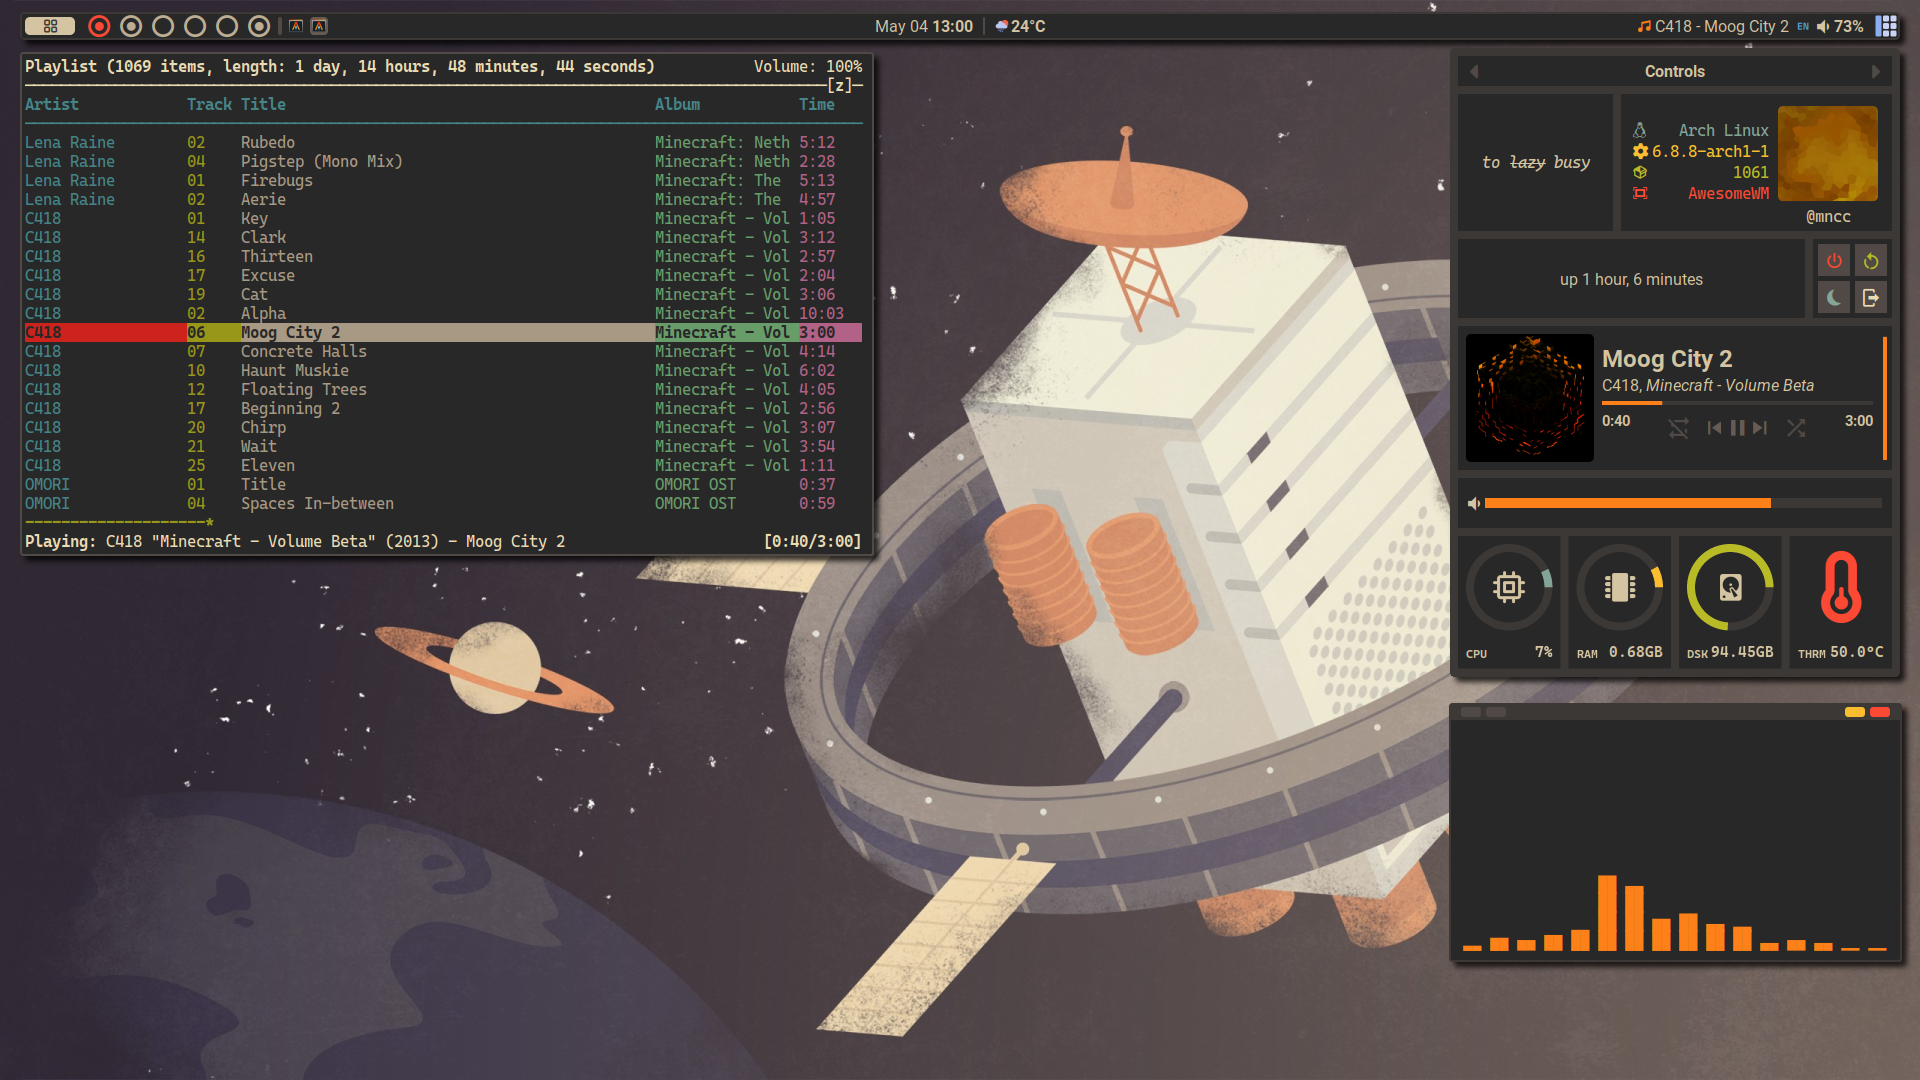 May 04 13:00 24°C
C418 - Moog City 2 EN 73%
Playlist (1069 items, length: 1 day, 14 hours, 48 minutes, 44 seconds) Volume: 100%
[z]
Artist Track Title Album Time
Lena Raine 02 Rubedo Minecraft: Neth 5:12
Lena Raine 04 Pigstep (Mono Mix) Minecraft: Neth 2:28
Lena Raine 01 Firebugs Minecraft: The 5:13
Lena Raine 02 Aerie Minecraft: The 4:57
C418 01 Key Minecraft - Vol 1:05
C418 14 Clark Minecraft - Vol 3:12
C418 16 Thirteen Minecraft - Vol 2:57
C418 17 Excuse Minecraft - Vol 2:04
C418 19 Cat Minecraft - Vol 3:06
C418 02 Alpha Minecraft - Vol 10:03
C418 06 Moog City 2 Minecraft - Vol 3:00
C418 07 Concrete Halls Minecraft - Vol 4:14
C418 10 Haunt Muskie Minecraft - Vol 6:02
C418 12 Floating Trees Minecraft - Vol 4:05
C418 17 Beginning 2 Minecraft - Vol 2:56
C418 20 Chirp Minecraft - Vol 3:07
C418 21 Wait Minecraft - Vol 3:54
C418 25 Eleven Minecraft - Vol 1:11
OMORI 01 Title OMORI OST 0:37
OMORI 04 Spaces In-between OMORI OST 0:59
--------------------*
Playing: C418 "Minecraft - Volume Beta" (2013) - Moog City 2 [0:40/3:00]
Controls
to lazy busy
Arch Linux
6.8.8-arch1-1
1061
AwesomeWM
@mncc
up 1 hour, 6 minutes
Moog City 2
C418, Minecraft - Volume Beta
0:40 3:00
CPU 7% RAM 0.68GB DSK 94.45GB THRM 50.0°C